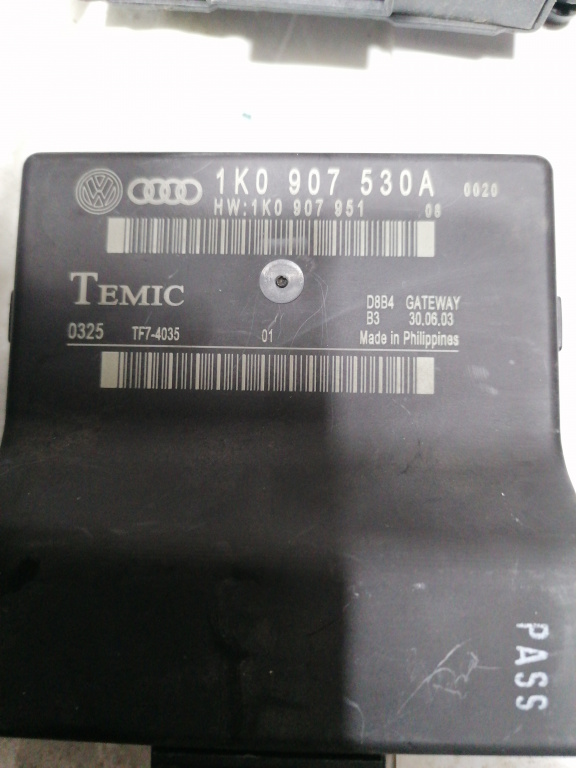 1K0 907 530A 0020
HW:1K0 907 951 08
TEMIC
D8B4 GATEWAY
B3 30.06.03
0325 TF7-4035 01 Made in Philippines
PASS